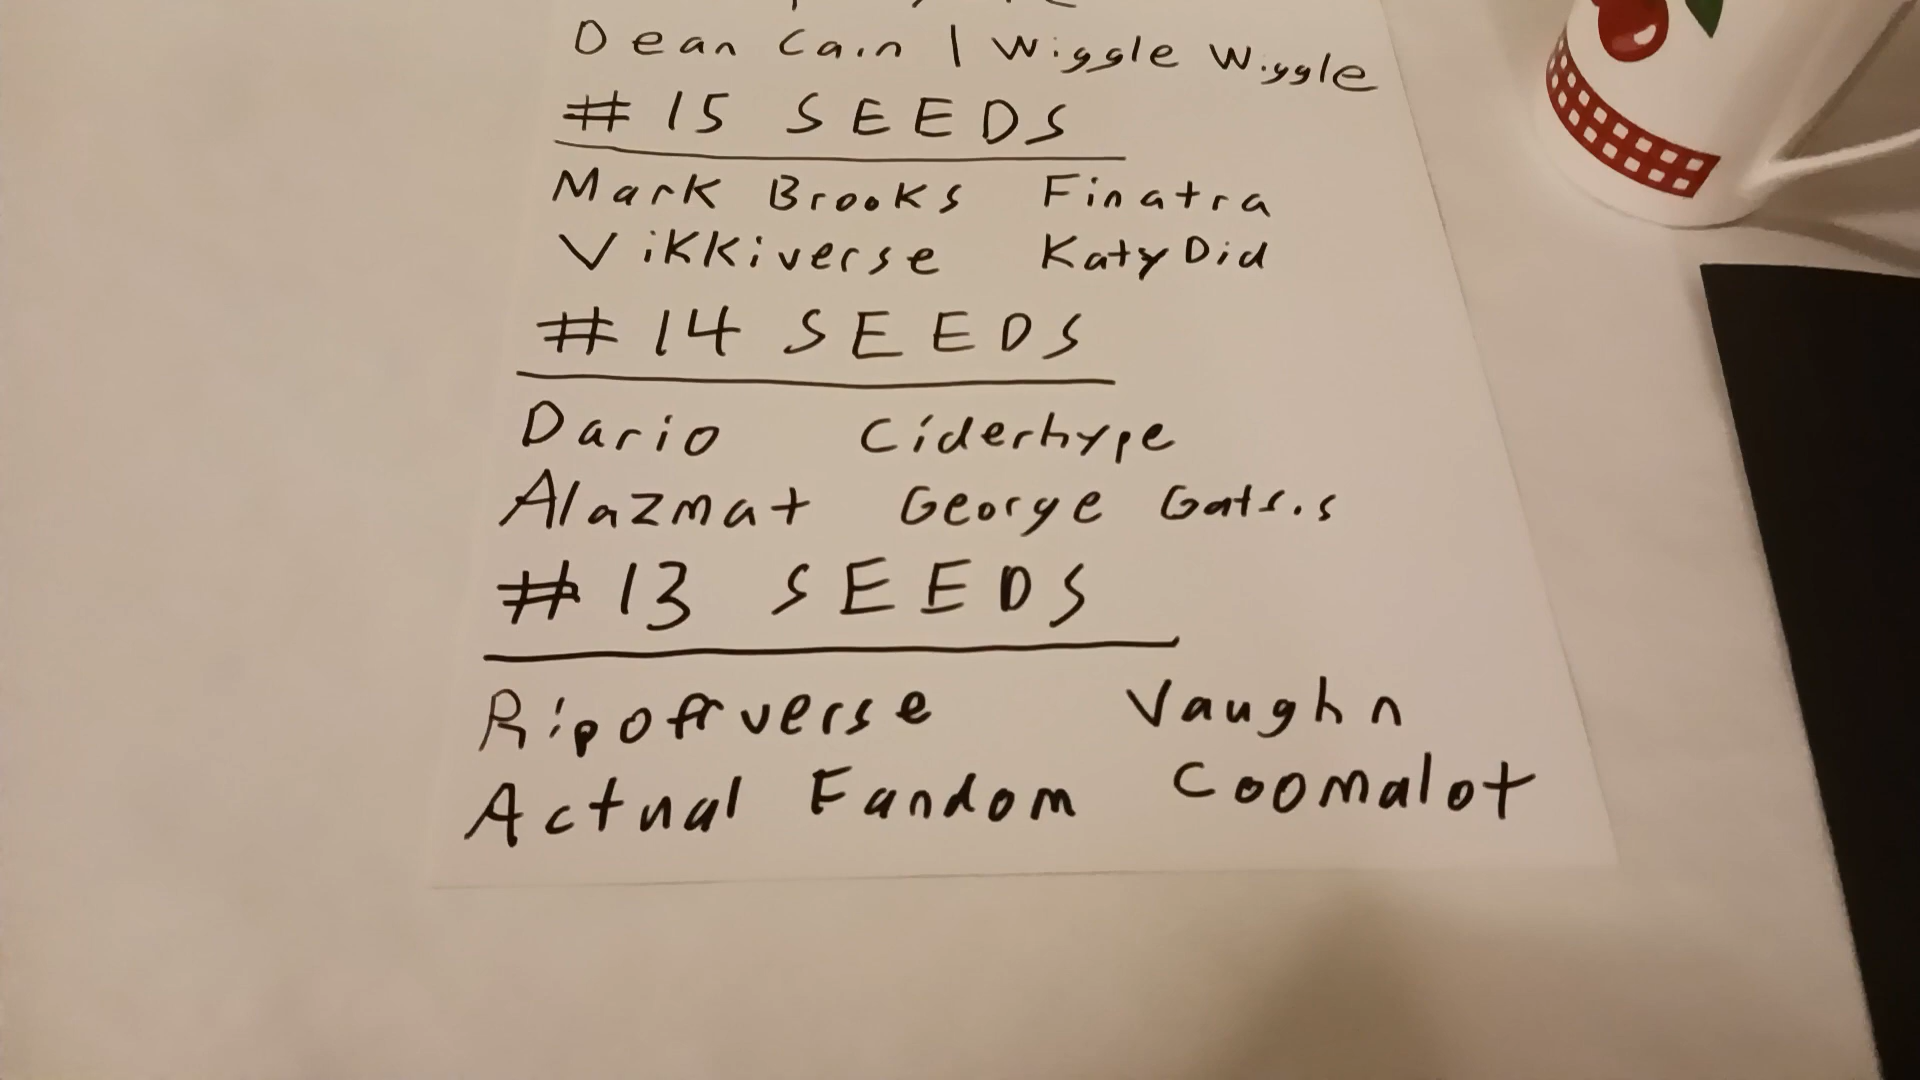 Dean Cain | Wiggle Wiggle
# 15 SEEDS
Mark Brooks Finatra
Vikkiverse KatyDid
# 14 SEEDS
Dario Ciderhype
Alazmat George Gatsis
# 13 SEEDS
Ripoffverse Vaughn
Actual Fandom Coomalot